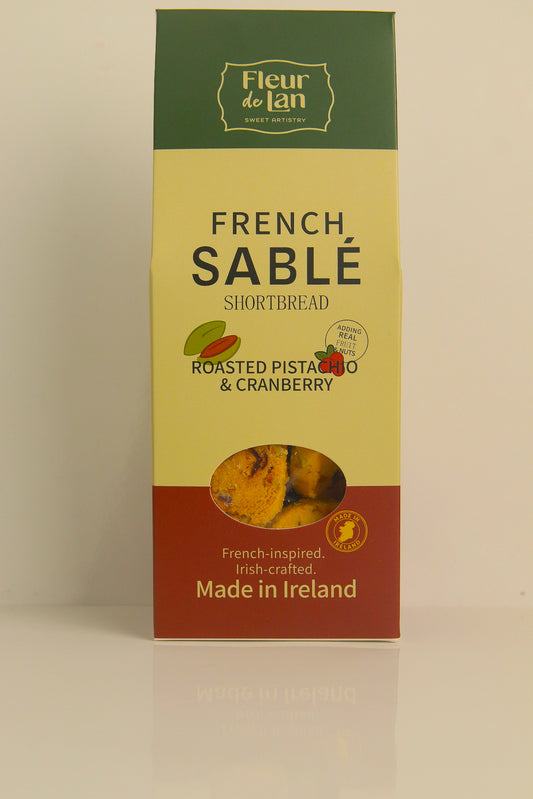 Fleur
de Lan
SWEET ARTISTRY
FRENCH
SABLÉ
SHORTBREAD
ADDING
REAL
FRUIT
& NUTS
ROASTED PISTACHIO
& CRANBERRY
MADE IN
IRELAND
French-inspired.
Irish-crafted.
Made in Ireland